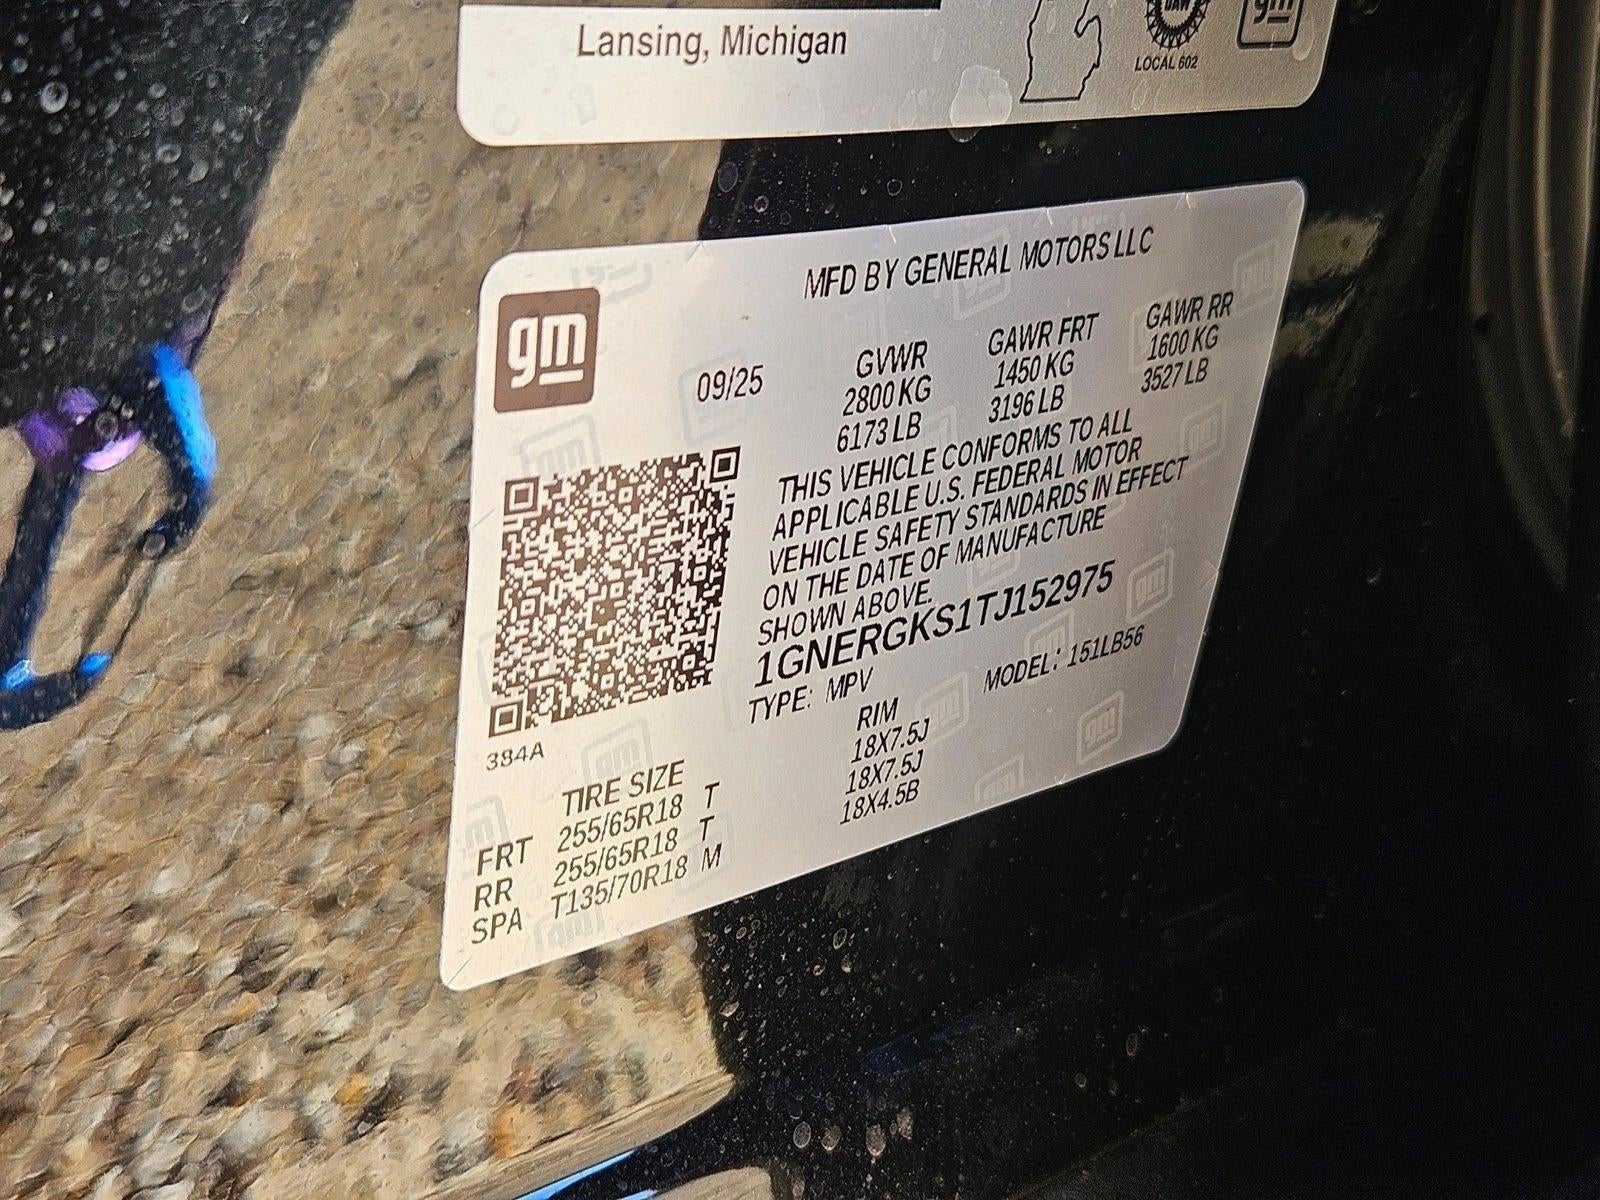 Lansing, Michigan
UAW
LOCAL 602
gm
MFD BY GENERAL MOTORS LLC
gm
09/25
GVWR GAWR FRT GAWR RR
2800 KG 1450 KG 1600 KG
6173 LB 3196 LB 3527 LB
THIS VEHICLE CONFORMS TO ALL
APPLICABLE U.S. FEDERAL MOTOR
VEHICLE SAFETY STANDARDS IN EFFECT
ON THE DATE OF MANUFACTURE
SHOWN ABOVE.
1GNERGKS1TJ152975
TYPE: MPV MODEL: 151LB56
384A
TIRE SIZE RIM
FRT 255/65R18 T 18X7.5J
RR 255/65R18 T 18X7.5J
SPA T135/70R18 M 18X4.5B